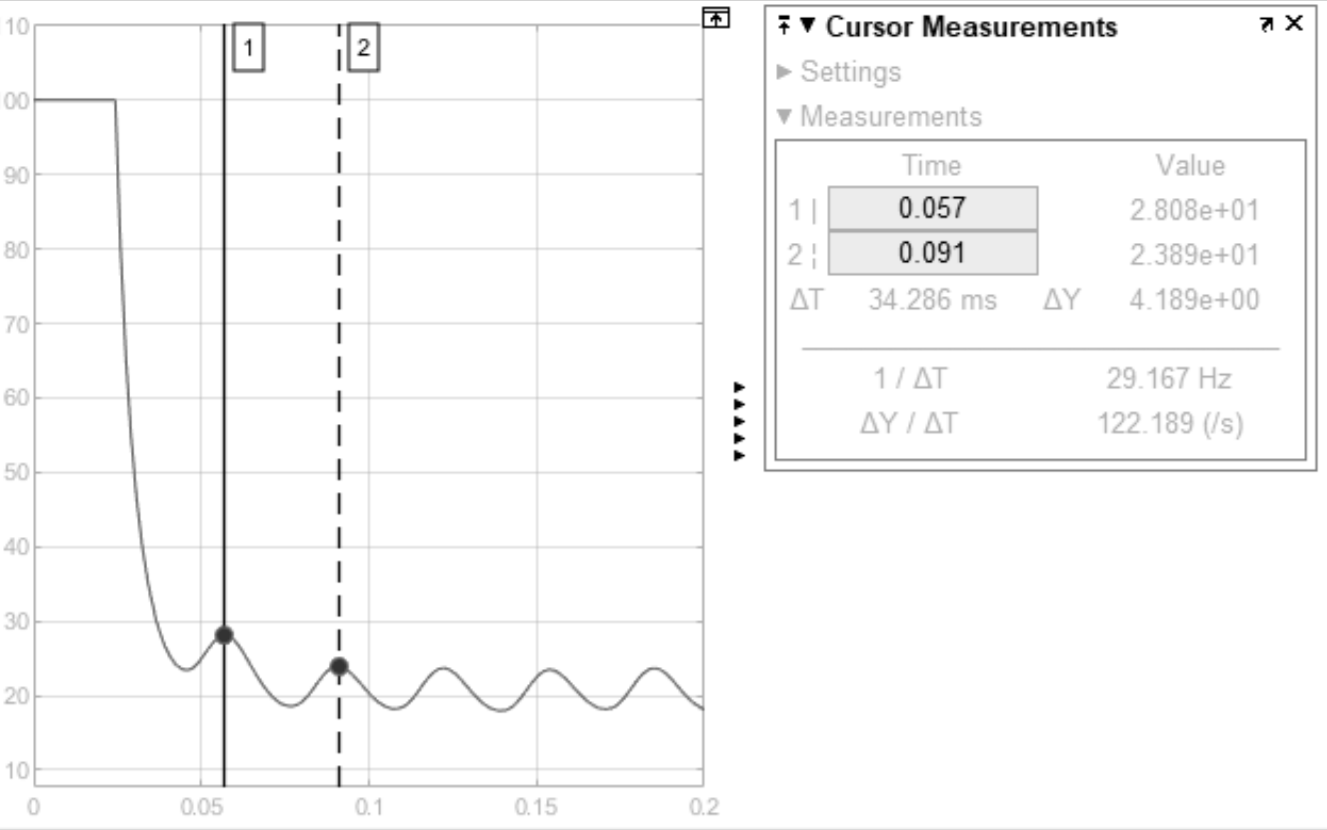 Cursor Measurements
Settings
Measurements
Time Value
1 | 0.057 2.808e+01
2 ¦ 0.091 2.389e+01
ΔT 34.286 ms ΔY 4.189e+00
1 / ΔT 29.167 Hz
ΔY / ΔT 122.189 (/s)
1 2
10
00
90
80
70
60
50
40
30
20
10
0 0.05 0.1 0.15 0.2